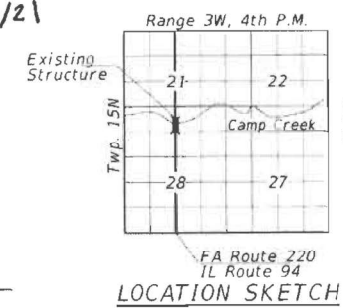 /21
Range 3W, 4th P.M.
Existing
Structure
21
22
Twp. 15N
Camp Creek
28
27
FA Route 220
IL Route 94
LOCATION SKETCH